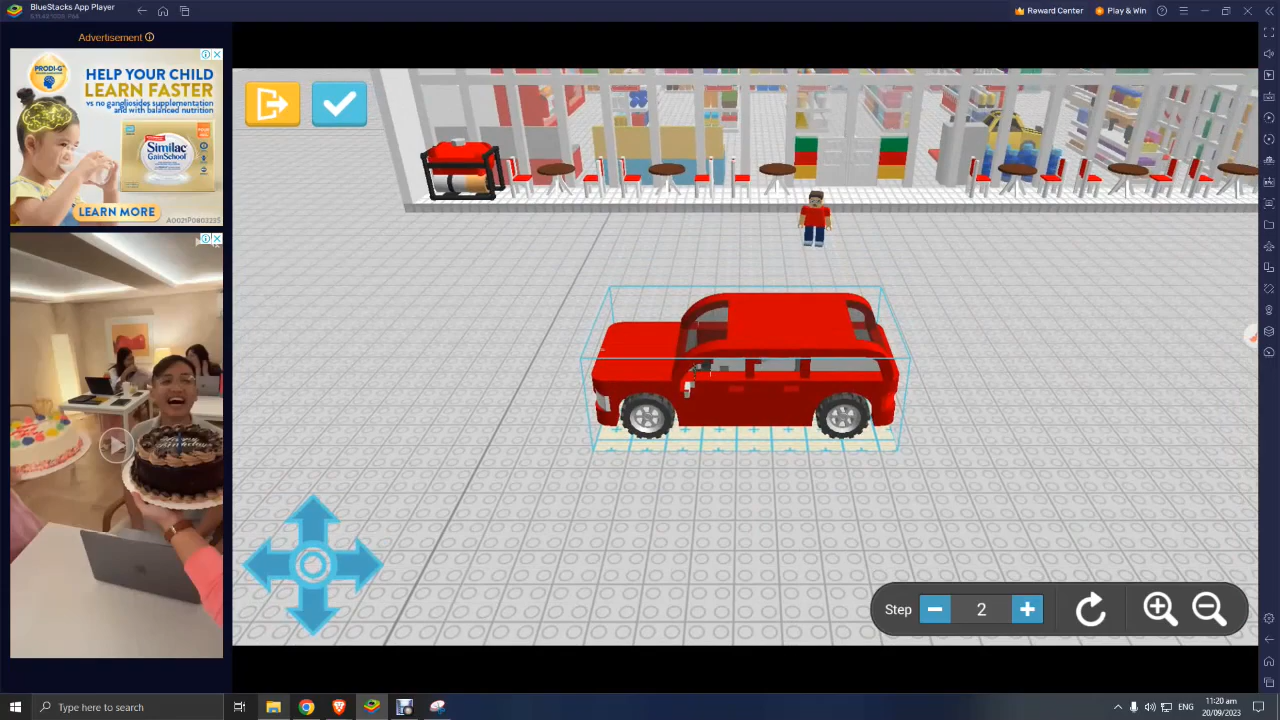 BlueStacks App Player
Reward Center
Play & Win
Advertisement
PRODI-G
HELP YOUR CHILD
LEARN FASTER
vs no gangliosides supplementation
and with balanced nutrition
Similac
GainSchool
LEARN MORE
A0021P0803235
Step
2
Type here to search
ENG
11:20 am
20/09/2023